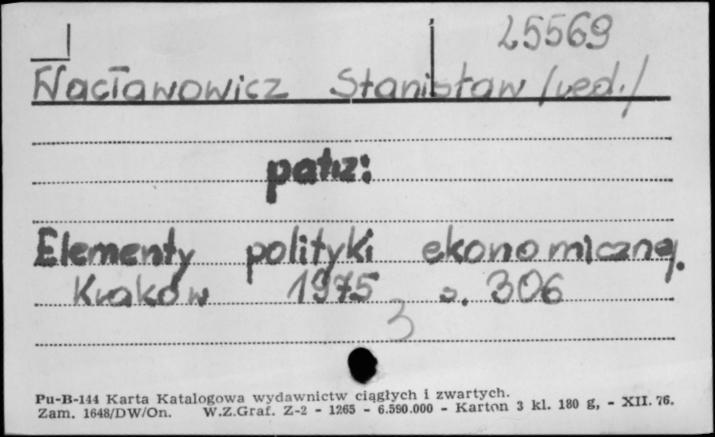 25569
Wacławowicz Stanisław /red./
patrz:
Elementy polityki ekonomicznej.
Kraków 1975 s. 306
3
Pu-B-144 Karta Katalogowa wydawnictw ciągłych i zwartych.
Zam. 1648/DW/On. W.Z.Graf. Z-2 - 1265 - 6.590.000 - Karton 3 kl. 180 g, - XII. 76.